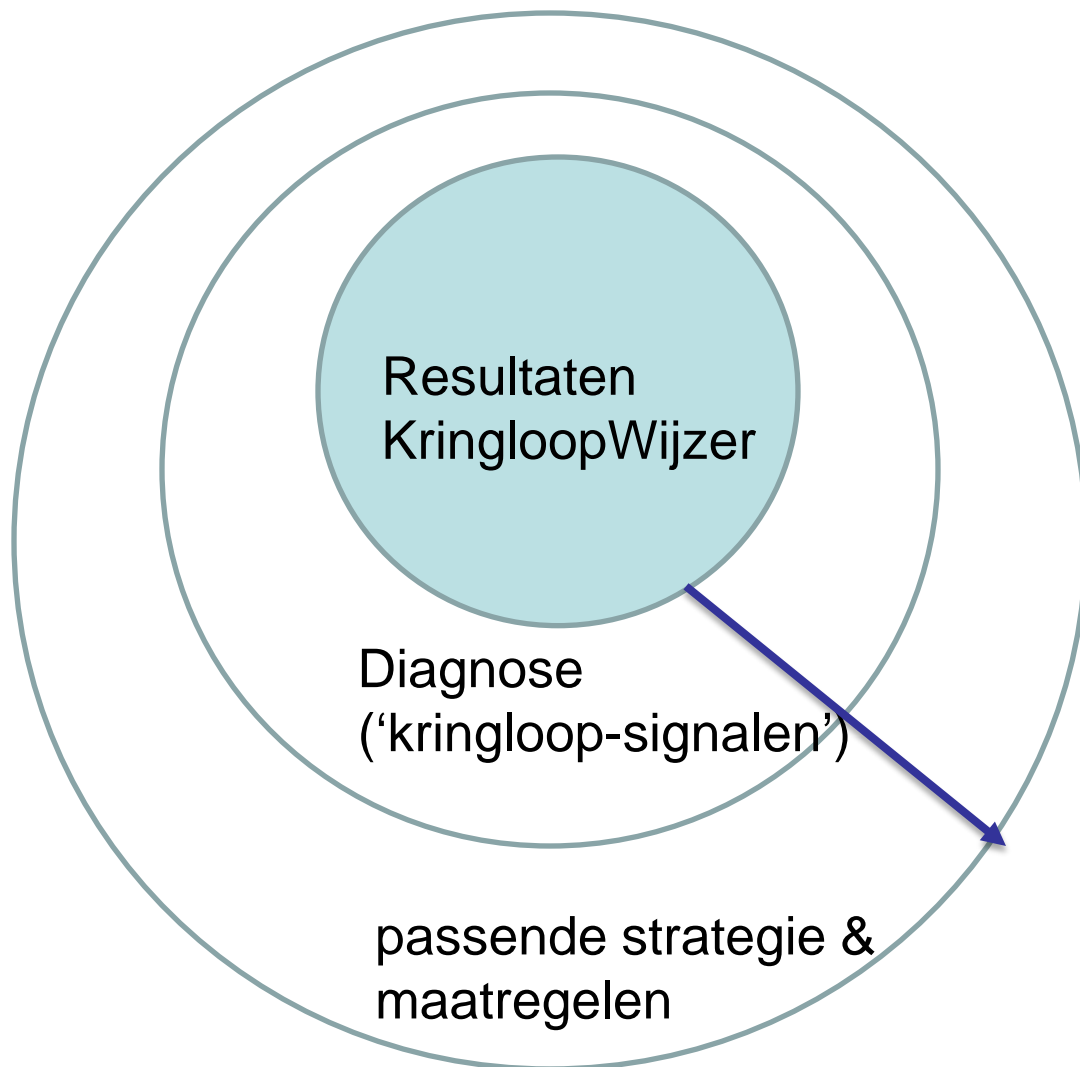 Resultaten
KringloopWijzer
Diagnose
(‘kringloop-signalen’)
passende strategie &
maatregelen